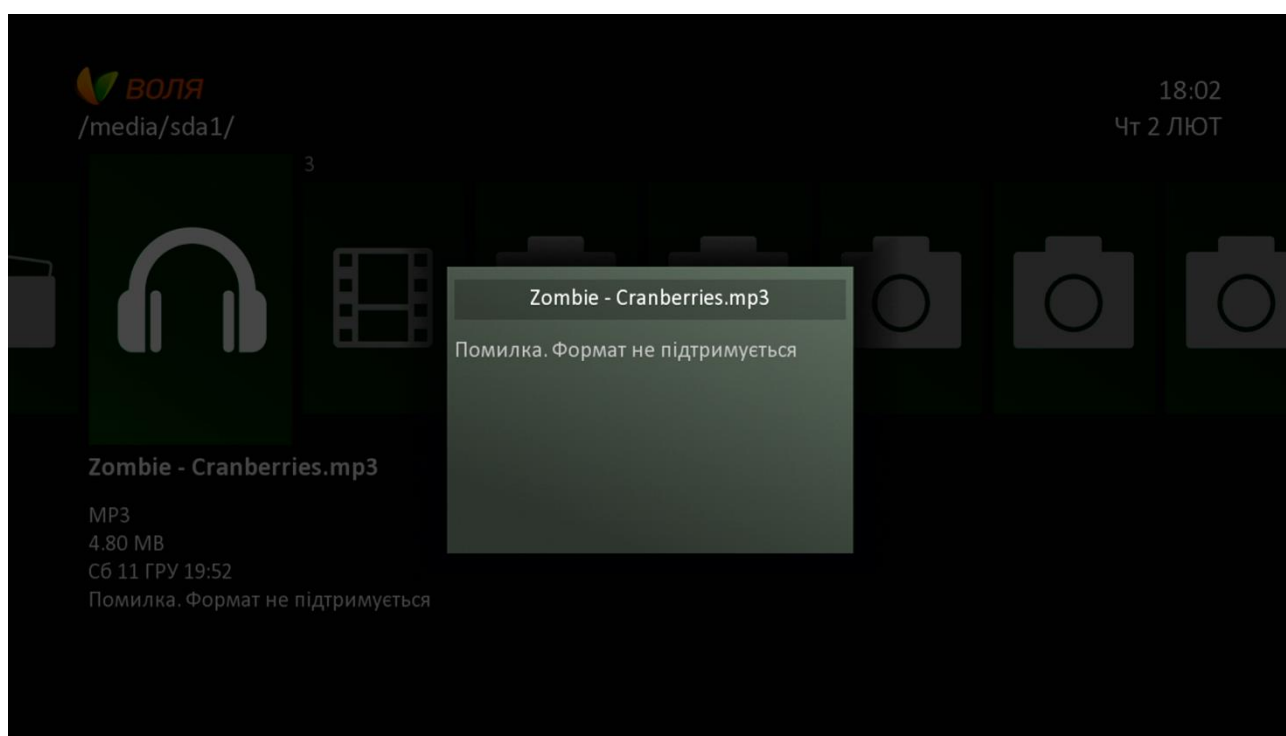 воля
18:02
/media/sda1/
Чт 2 ЛЮТ
3
Zombie - Cranberries.mp3
Помилка. Формат не підтримується
Zombie - Cranberries.mp3
MP3
4.80 MB
Сб 11 ГРУ 19:52
Помилка. Формат не підтримується